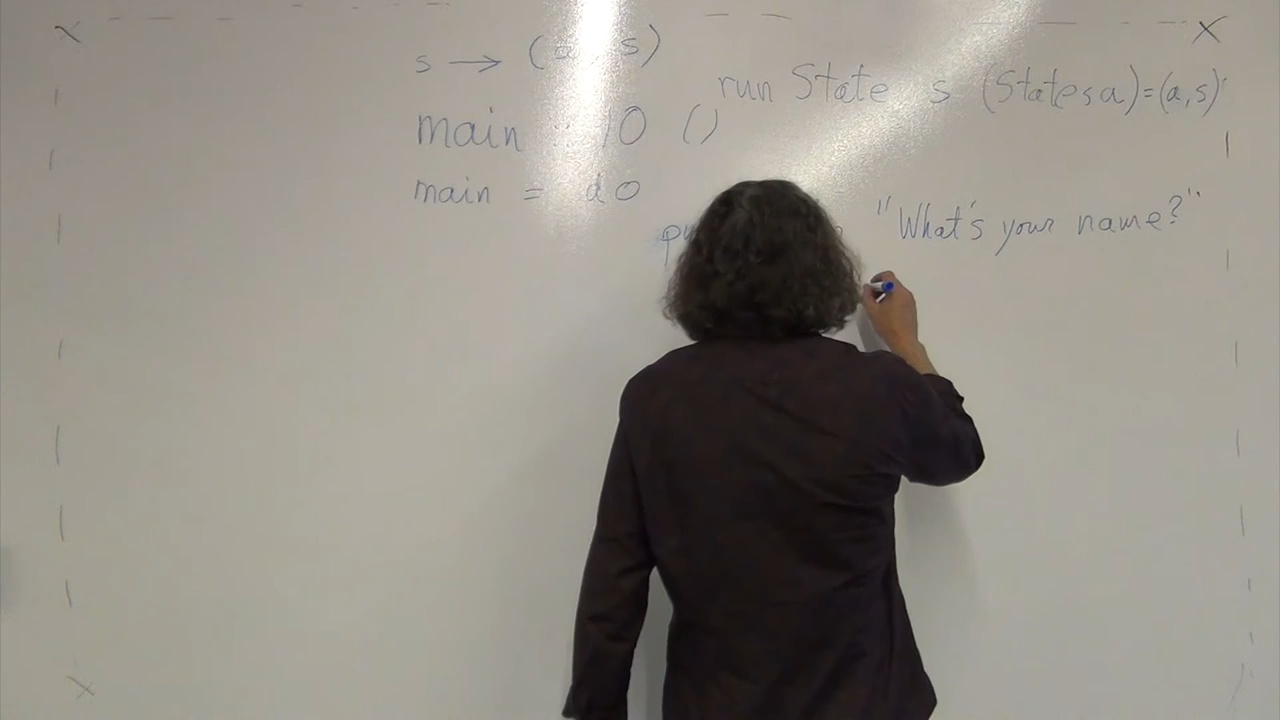 s → (a, s)
run State s (State s a) = (a, s)
main :: IO ()
main = do
"What's your name?"